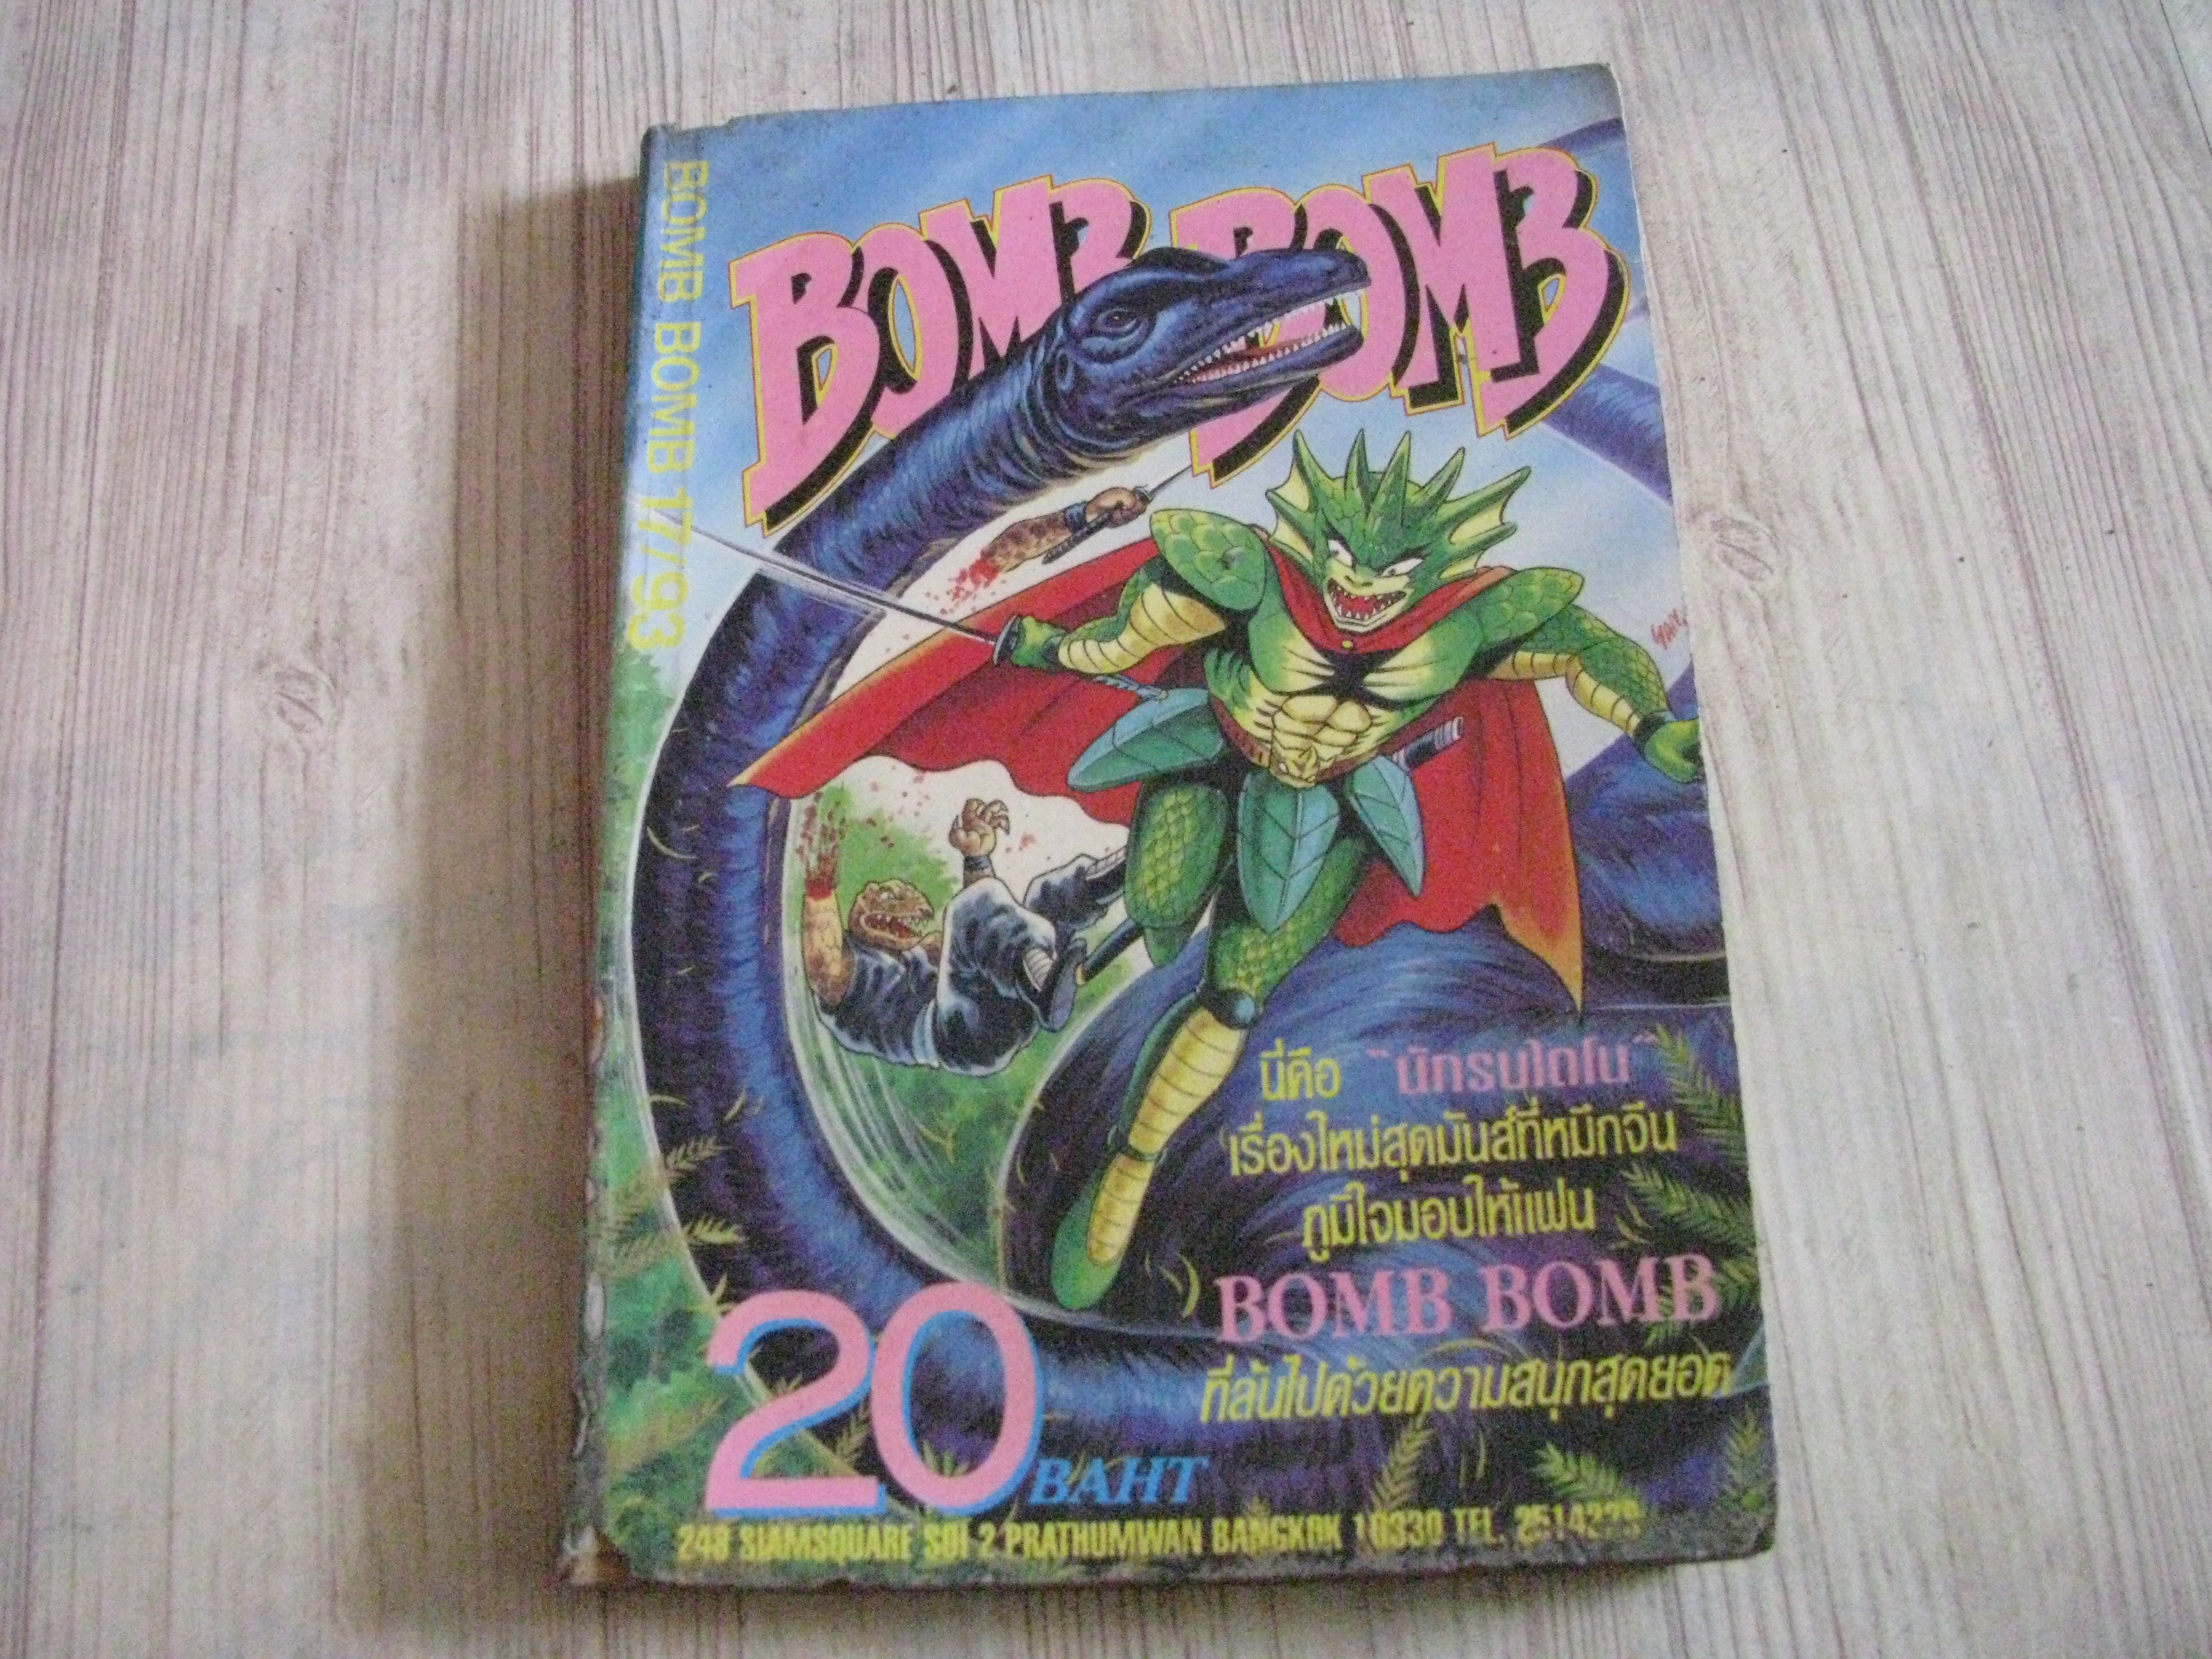 BOMB BOMB 17/93
BOMB BOMB
นี่คือ "นักรบไดโน"
เรื่องใหม่สุดมันส์ที่หมึกจีน
ภูมิใจมอบให้แฟน
BOMB BOMB
ที่ล้นไปด้วยความสนุกสุดยอด
20 BAHT
248 SIAMSQUARE SOI 2 PRATHUMWAN BANGKOK 10330 TEL.